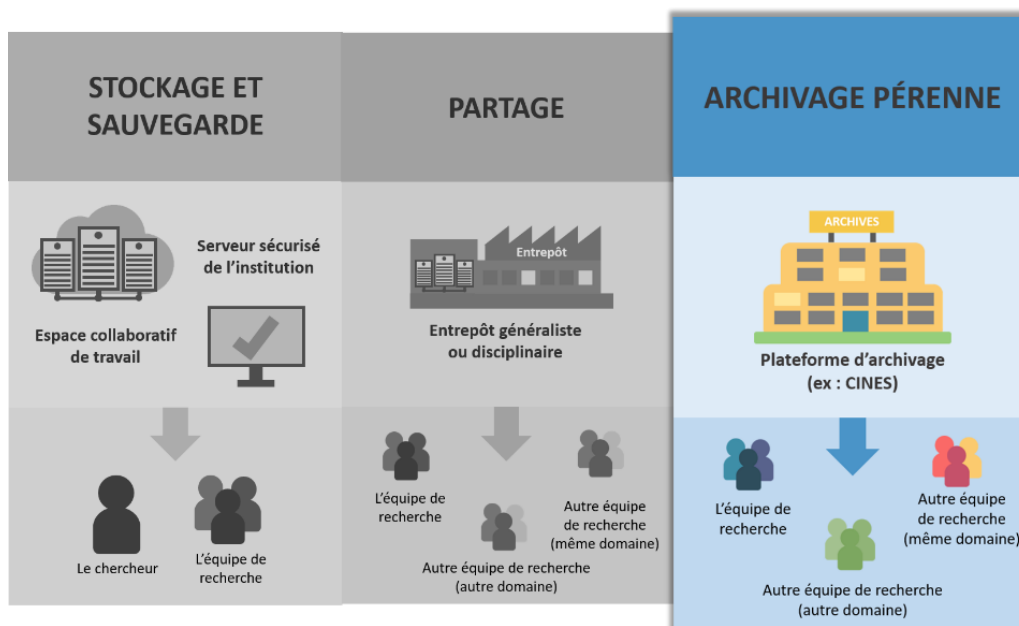 STOCKAGE ET
SAUVEGARDE
Serveur sécurisé
de l'institution
Espace collaboratif
de travail
Le chercheur
L'équipe de
recherche
PARTAGE
Entrepôt
Entrepôt généraliste
ou disciplinaire
L'équipe de
recherche
Autre équipe
de recherche
(même domaine)
Autre équipe de recherche
(autre domaine)
ARCHIVAGE PÉRENNE
ARCHIVES
Plateforme d'archivage
(ex : CINES)
L'équipe de
recherche
Autre équipe
de recherche
(même domaine)
Autre équipe de recherche
(autre domaine)